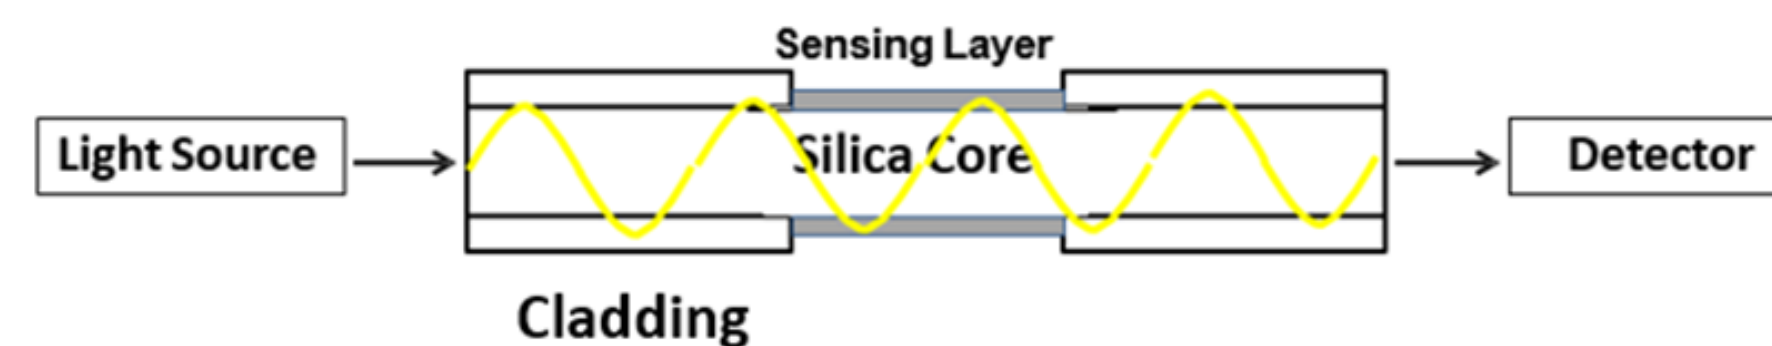 Sensing Layer
Light Source
Silica Core
Detector
Cladding